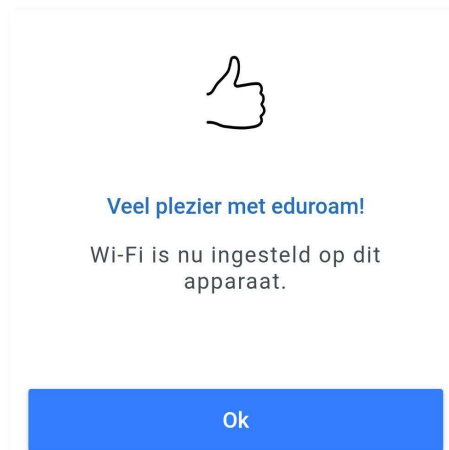 Veel plezier met eduroam!
Wi-Fi is nu ingesteld op dit
apparaat.
Ok